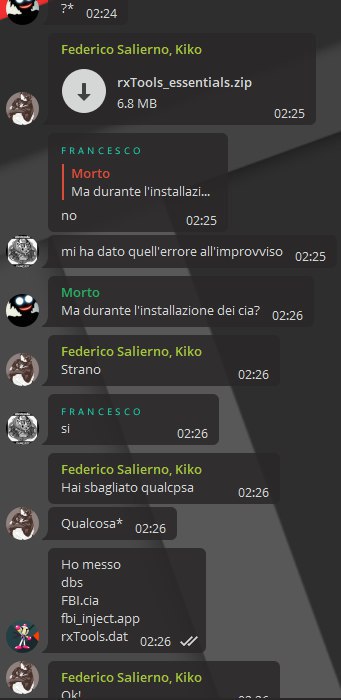 ?* 02:24
Federico Salierno, Kiko
rxTools_essentials.zip
6.8 MB
02:25
FRANCESCO
Morto
Ma durante l'installazi...
no 02:25
mi ha dato quell'errore all'improvviso 02:25
Morto
Ma durante l'installazione dei cia? 02:26
Federico Salierno, Kiko
Strano 02:26
FRANCESCO
si 02:26
Federico Salierno, Kiko
Hai sbagliato qualcpsa 02:26
Qualcosa* 02:26
Ho messo
dbs
FBI.cia
fbi_inject.app
rxTools.dat 02:26
Federico Salierno, Kiko
Ok! 02:26